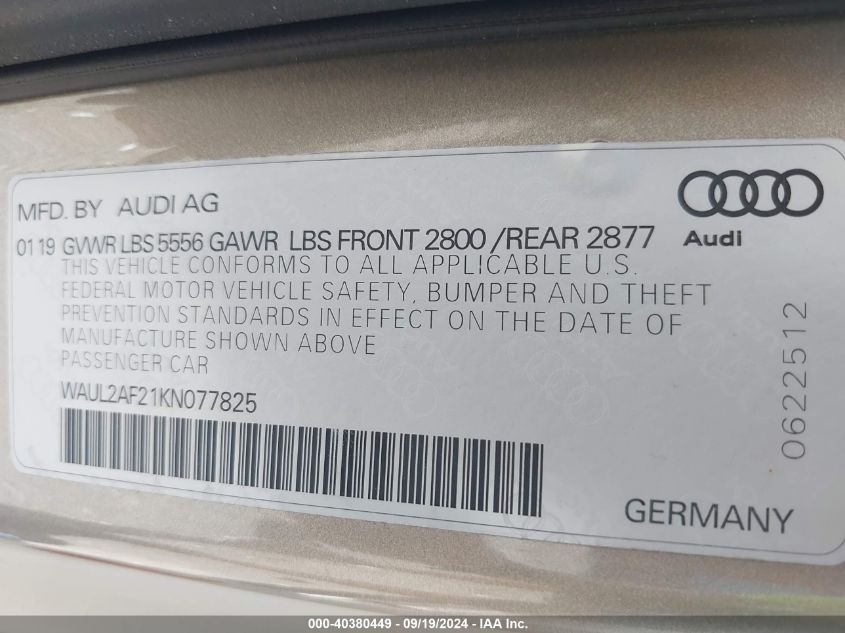 MFD. BY AUDI AG
Audi
01 19 GVWR LBS 5556 GAWR LBS FRONT 2800 /REAR 2877
THIS VEHICLE CONFORMS TO ALL APPLICABLE U.S.
FEDERAL MOTOR VEHICLE SAFETY, BUMPER AND THEFT
PREVENTION STANDARDS IN EFFECT ON THE DATE OF
MANUFACTURE SHOWN ABOVE
PASSENGER CAR
WAUL2AF21KN077825
0622512
GERMANY
000-40380449 - 09/19/2024 - IAA Inc.